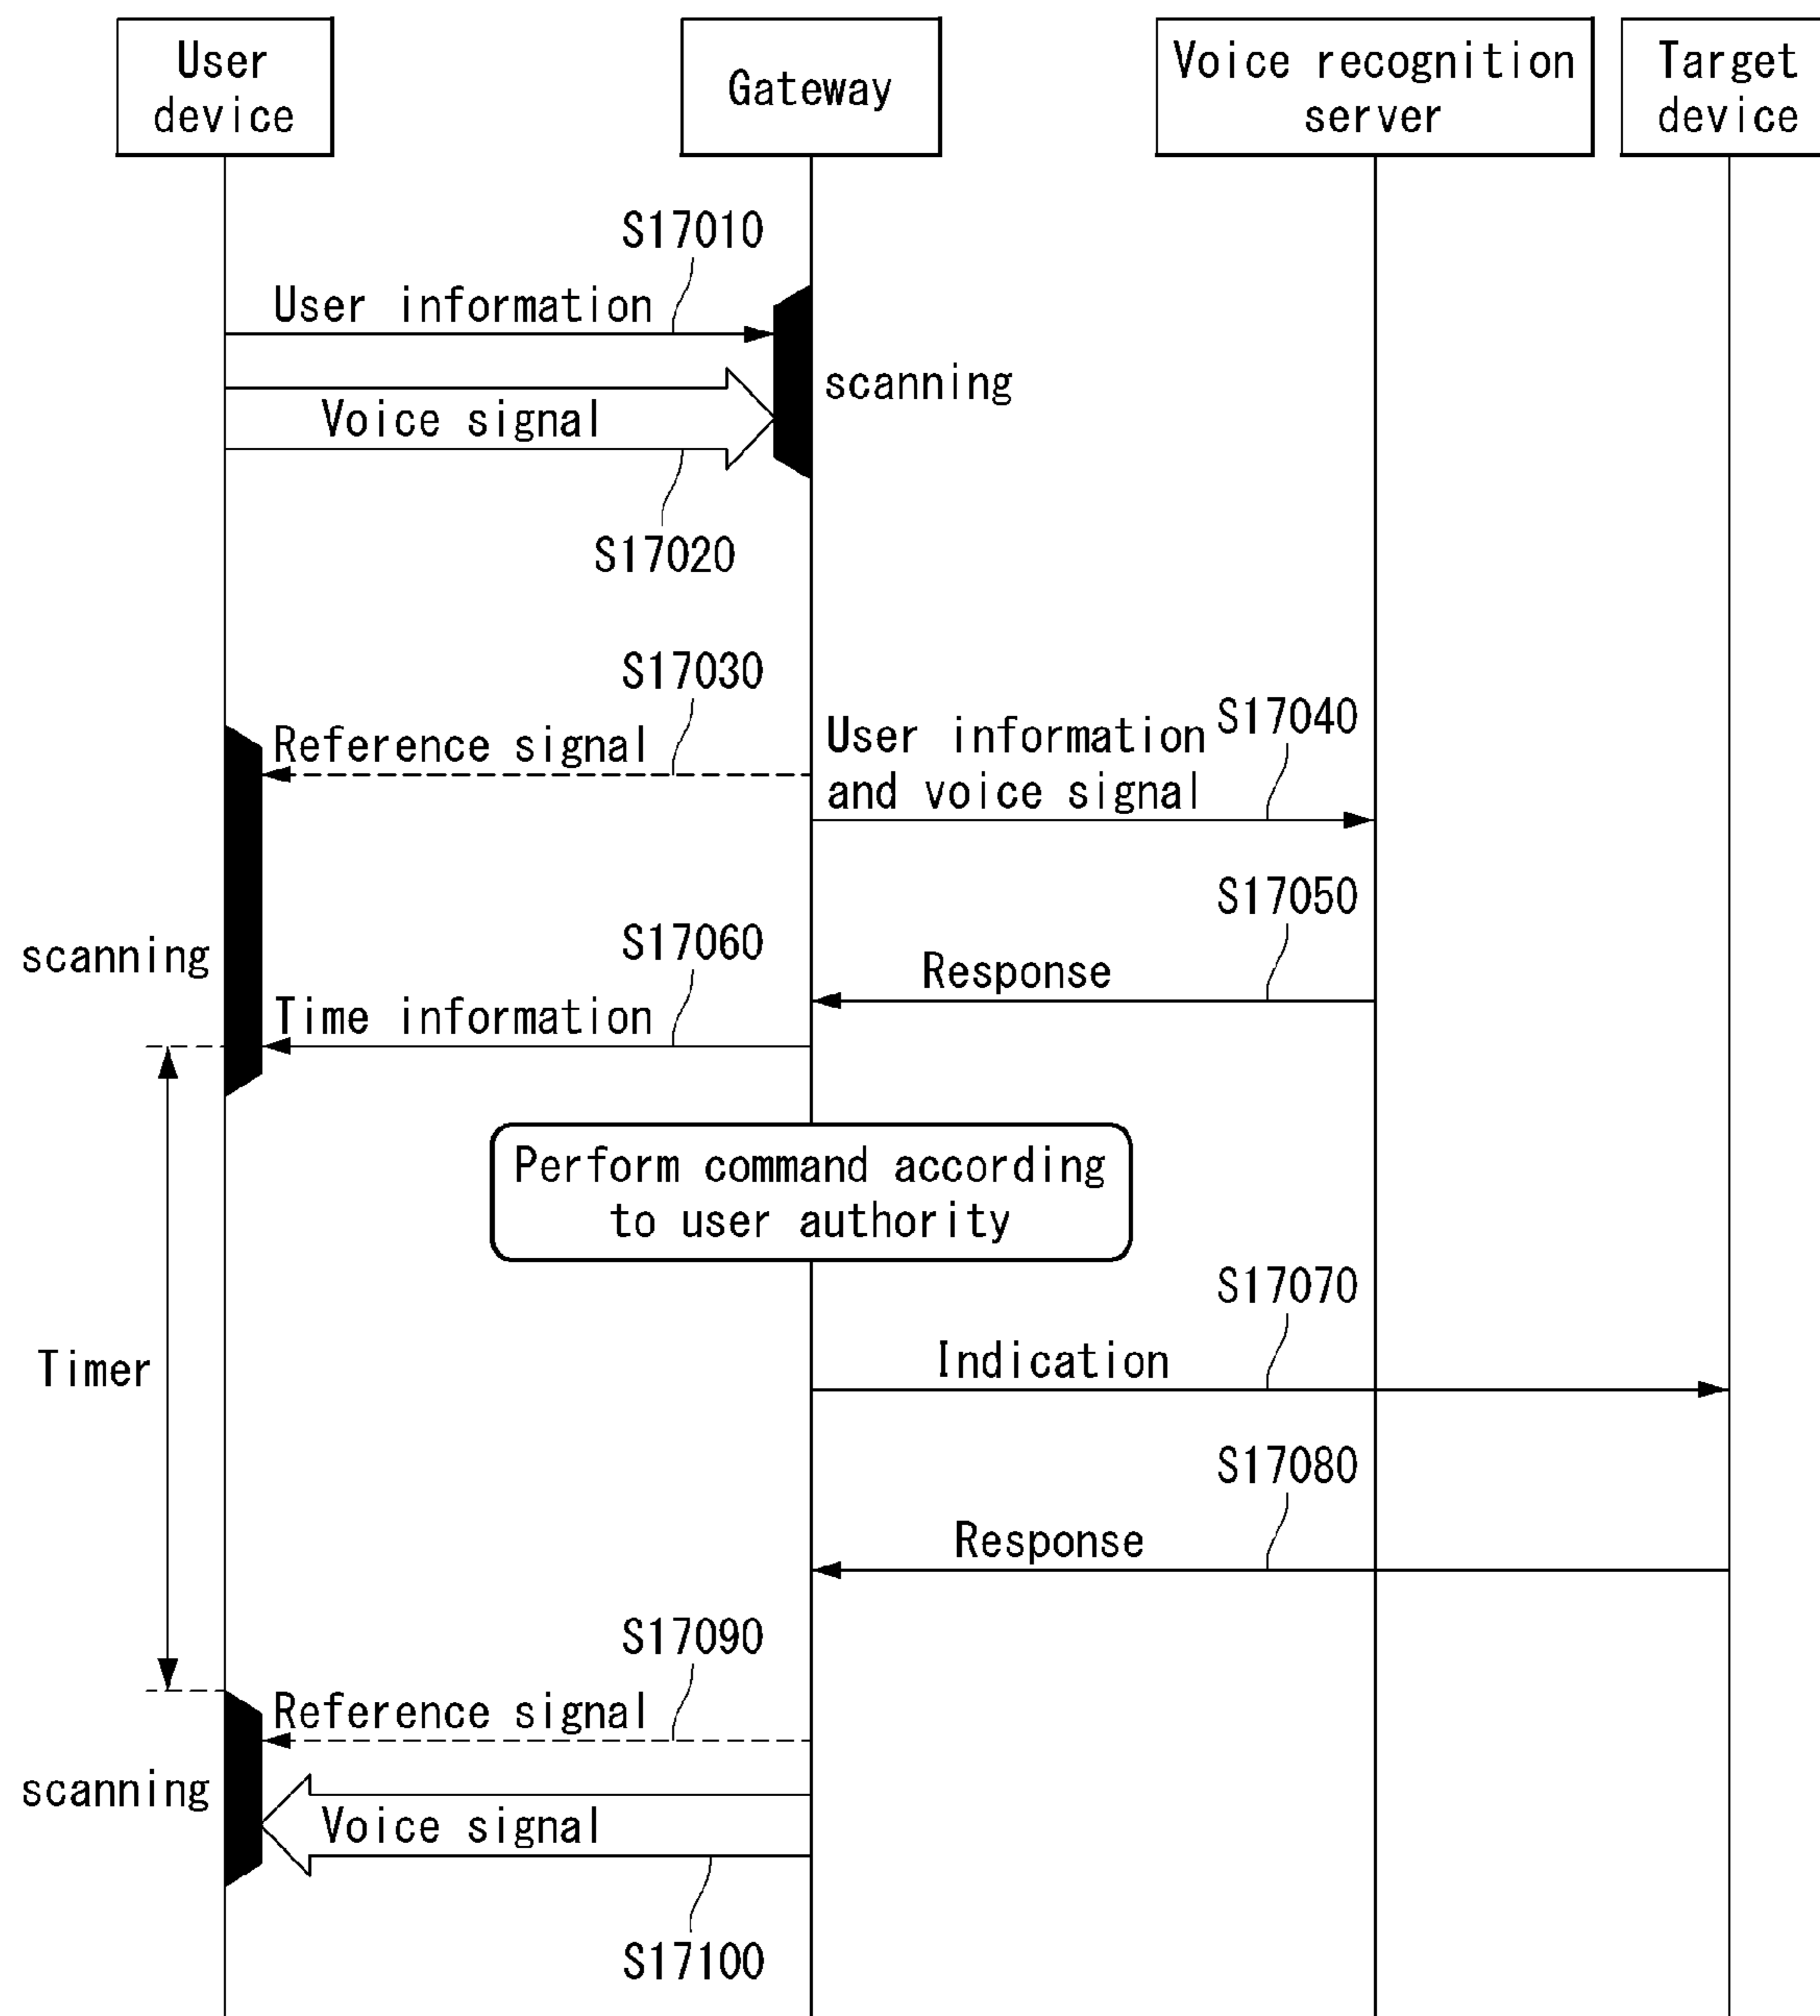 User
device
Gateway
Voice recognition
server
Target
device
S17010
User information
scanning
Voice signal
S17020
S17030
Reference signal
User information
and voice signal
S17040
S17050
Response
S17060
scanning
Time information
Perform command according
to user authority
S17070
Indication
Timer
S17080
Response
S17090
Reference signal
scanning
Voice signal
S17100